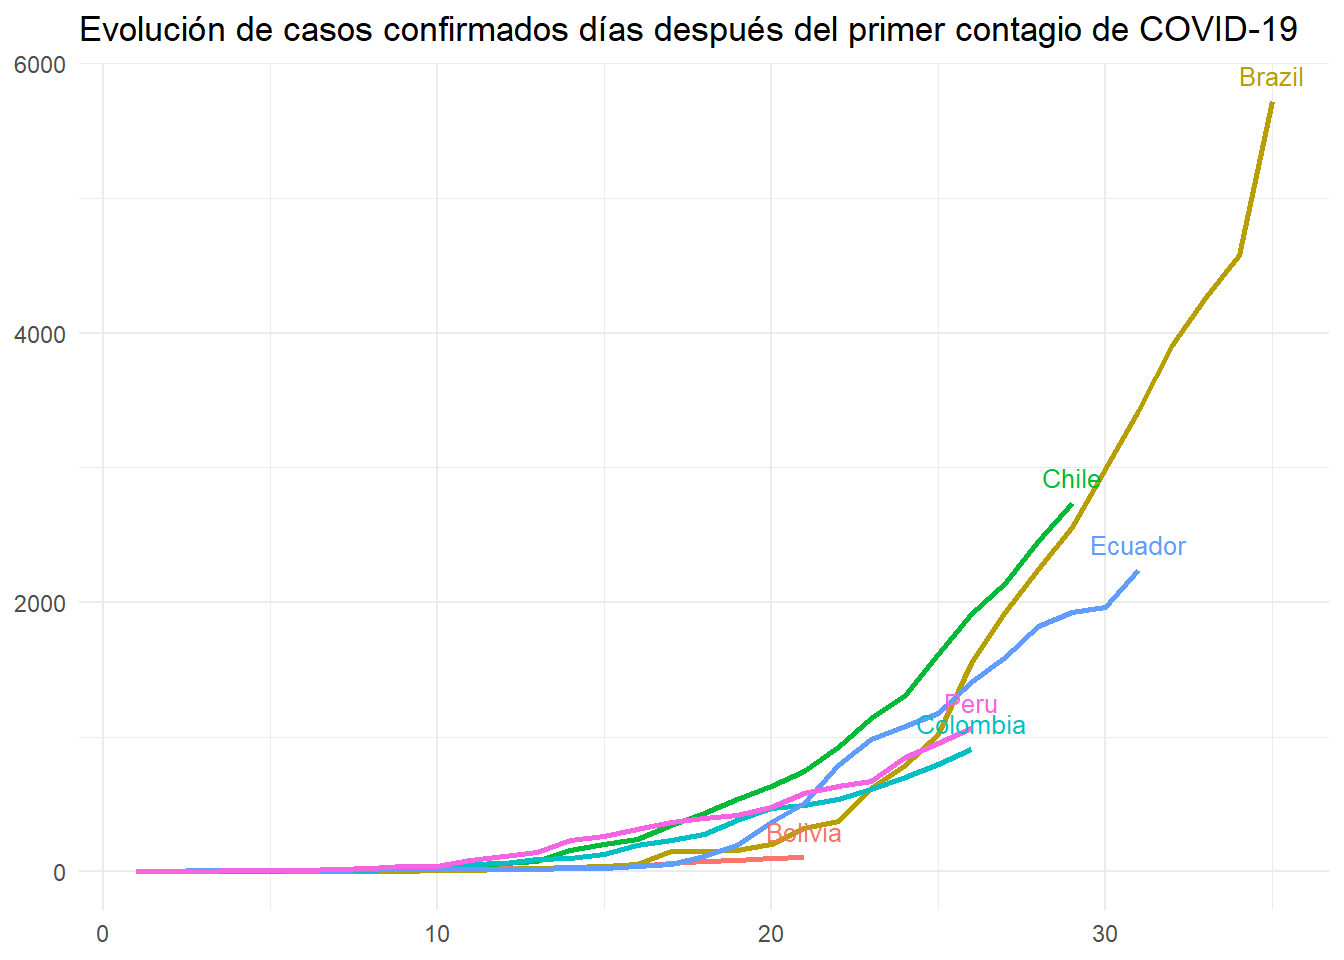 Evolución de casos confirmados días después del primer contagio de COVID-19
6000
Brazil
4000
Chile
Ecuador
2000
Peru
Colombia
Bolivia
0
0 10 20 30